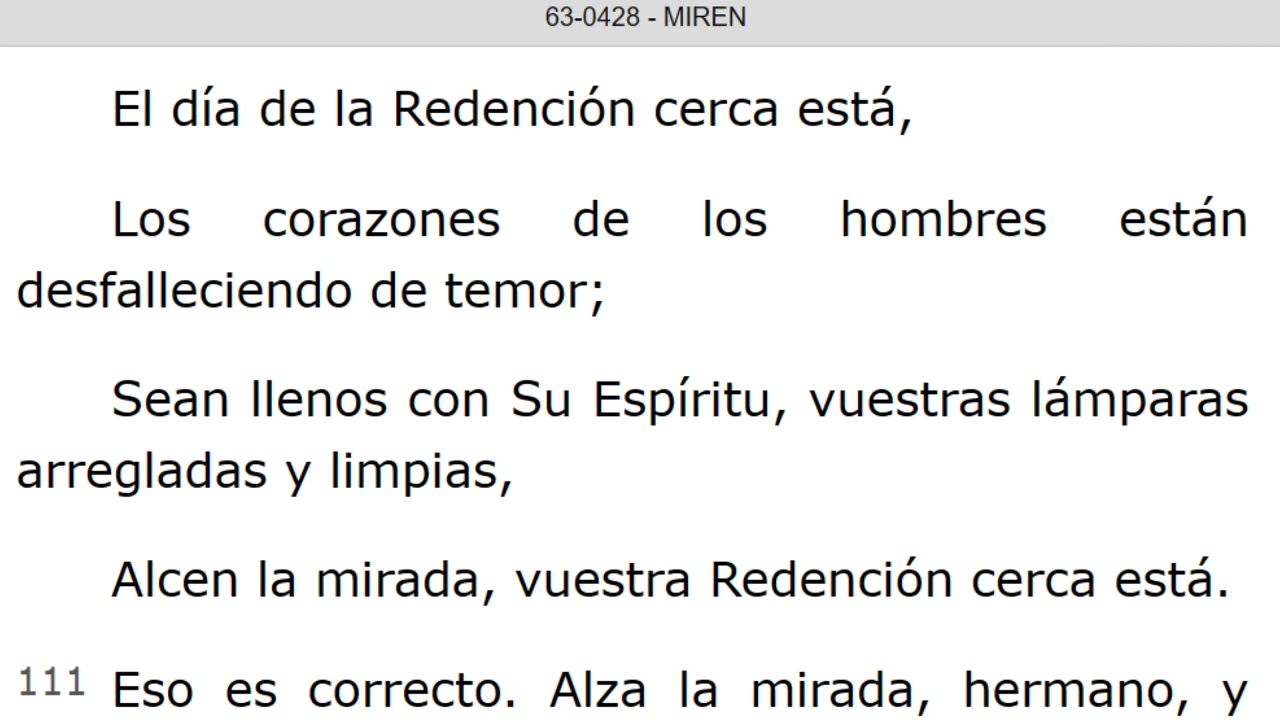 63-0428 - MIREN
El día de la Redención cerca está,
Los corazones de los hombres están
desfalleciendo de temor;
Sean llenos con Su Espíritu, vuestras lámparas
arregladas y limpias,
Alcen la mirada, vuestra Redención cerca está.
111 Eso es correcto. Alza la mirada, hermano, y